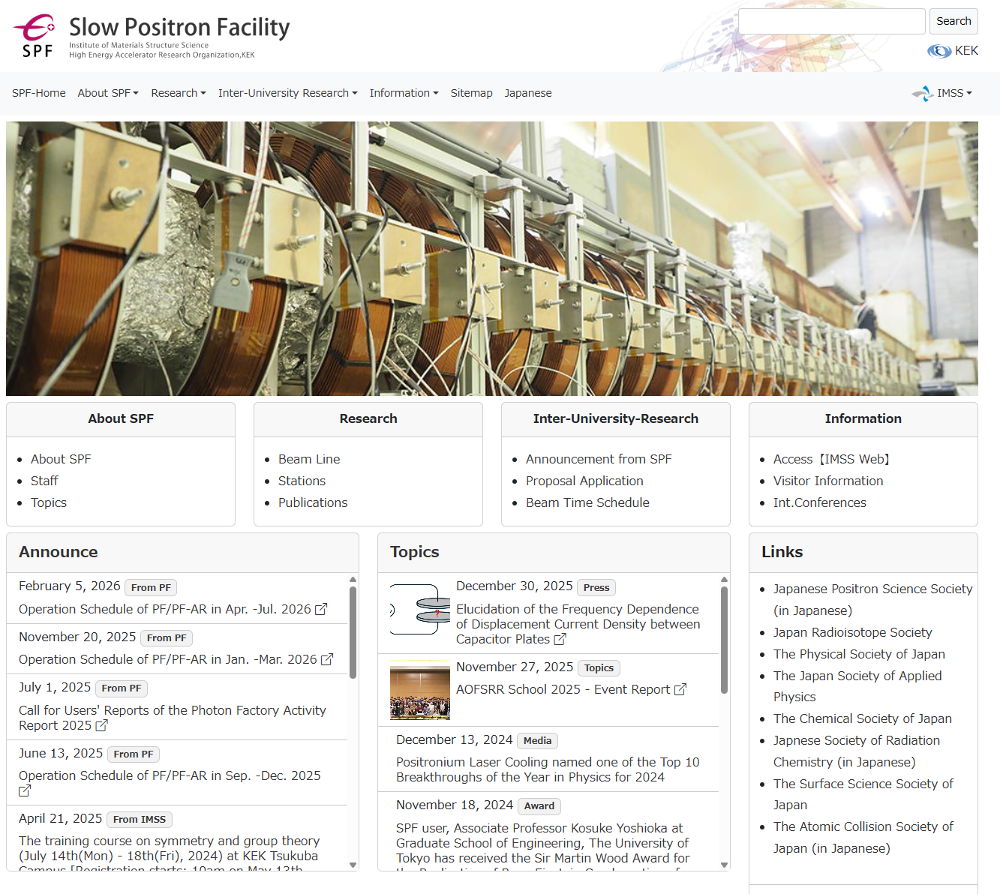 Slow Positron Facility
SPF
Institute of Materials Structure Science
High Energy Accelerator Research Organization,KEK
Search
KEK
SPF-Home About SPF Research Inter-University Research Information Sitemap Japanese IMSS
About SPF
About SPF
Staff
Topics
Research
Beam Line
Stations
Publications
Inter-University-Research
Announcement from SPF
Proposal Application
Beam Time Schedule
Information
Access【IMSS Web】
Visitor Information
Int.Conferences
Announce
February 5, 2026 From PF
Operation Schedule of PF/PF-AR in Apr. -Jul. 2026
November 20, 2025 From PF
Operation Schedule of PF/PF-AR in Jan. -Mar. 2026
July 1, 2025 From PF
Call for Users' Reports of the Photon Factory Activity
Report 2025
June 13, 2025 From PF
Operation Schedule of PF/PF-AR in Sep. -Dec. 2025
April 21, 2025 From IMSS
The training course on symmetry and group theory
(July 14th(Mon) - 18th(Fri), 2024) at KEK Tsukuba
Campus [Registration starts: 10am on May 13th
Topics
?
December 30, 2025 Press
Elucidation of the Frequency Dependence
of Displacement Current Density between
Capacitor Plates
November 27, 2025 Topics
AOFSRR School 2025 - Event Report
December 13, 2024 Media
Positronium Laser Cooling named one of the Top 10
Breakthroughs of the Year in Physics for 2024
November 18, 2024 Award
SPF user, Associate Professor Kosuke Yoshioka at
Graduate School of Engineering, The University of
Tokyo has received the Sir Martin Wood Award for
Links
Japanese Positron Science Society
(in Japanese)
Japan Radioisotope Society
The Physical Society of Japan
The Japan Society of Applied
Physics
The Chemical Society of Japan
Japnese Society of Radiation
Chemistry (in Japanese)
The Surface Science Society of
Japan
The Atomic Collision Society of
Japan (in Japanese)